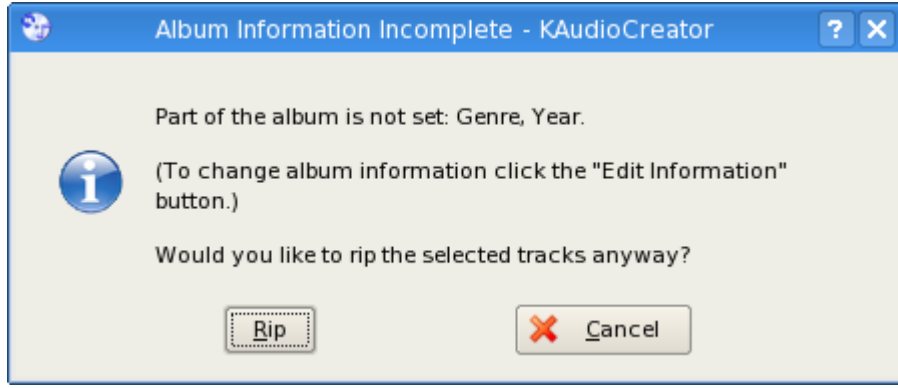 Album Information Incomplete - KAudioCreator
Part of the album is not set: Genre, Year.
(To change album information click the "Edit Information"
button.)
Would you like to rip the selected tracks anyway?
Rip
Cancel